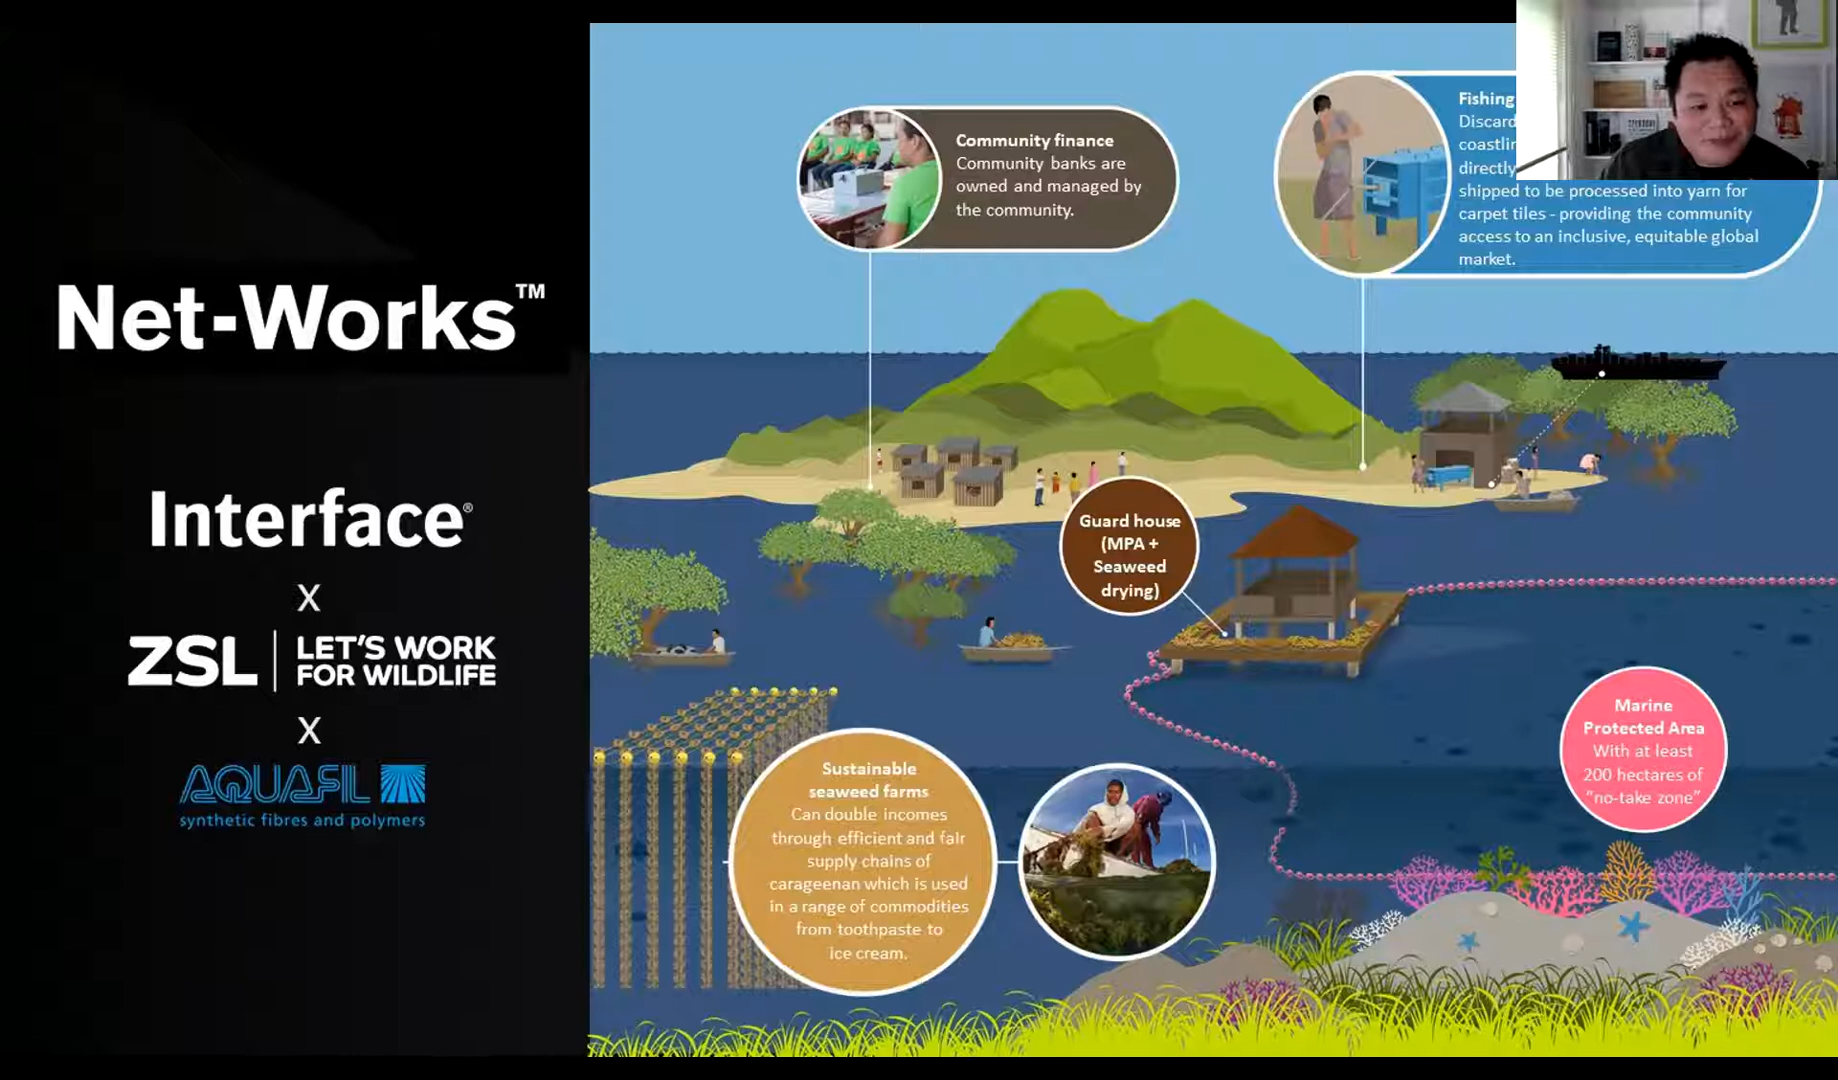 Net-Works™
Interface®
X
ZSL | LET'S WORK
FOR WILDLIFE
X
AQUAFIL
synthetic fibres and polymers
Community finance
Community banks are
owned and managed by
the community.
Fishing
Discard
coastlin
directly
shipped to be processed into yarn for
carpet tiles - providing the community
access to an inclusive, equitable global
market.
Guard house
(MPA +
Seaweed
drying)
Sustainable
seaweed farms
Can double incomes
through efficient and fair
supply chains of
carageenan which is used
in a range of commodities
from toothpaste to
Ice cream.
Marine
Protected Area
With at least
200 hectares of
"no-take zone"